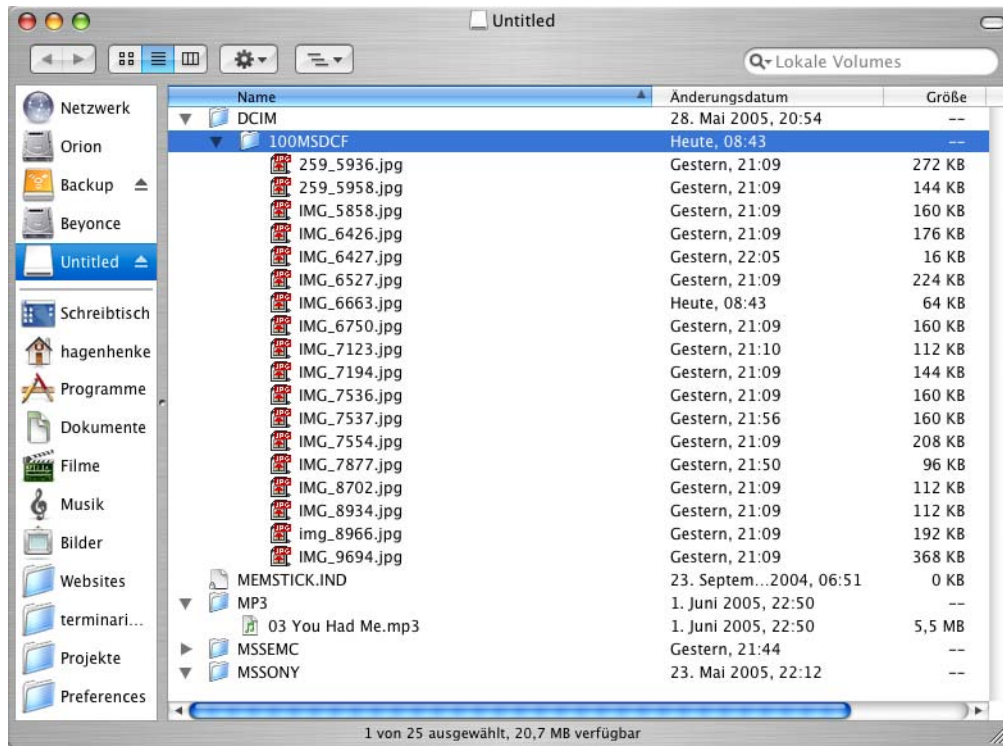 Untitled
Lokale Volumes
Netzwerk
Orion
Backup
Beyonce
Untitled
Schreibtisch
hagenhenke
Programme
Dokumente
Filme
Musik
Bilder
Websites
terminari...
Projekte
Preferences
Name Änderungsdatum Größe
DCIM 28. Mai 2005, 20:54 --
100MSDCF Heute, 08:43 --
259_5936.jpg Gestern, 21:09 272 KB
259_5958.jpg Gestern, 21:09 144 KB
IMG_5858.jpg Gestern, 21:09 160 KB
IMG_6426.jpg Gestern, 21:09 176 KB
IMG_6427.jpg Gestern, 22:05 16 KB
IMG_6527.jpg Gestern, 21:09 224 KB
IMG_6663.jpg Heute, 08:43 64 KB
IMG_6750.jpg Gestern, 21:09 160 KB
IMG_7123.jpg Gestern, 21:10 112 KB
IMG_7194.jpg Gestern, 21:09 144 KB
IMG_7536.jpg Gestern, 21:09 160 KB
IMG_7537.jpg Gestern, 21:56 160 KB
IMG_7554.jpg Gestern, 21:09 208 KB
IMG_7877.jpg Gestern, 21:50 96 KB
IMG_8702.jpg Gestern, 21:09 112 KB
IMG_8934.jpg Gestern, 21:09 112 KB
img_8966.jpg Gestern, 21:09 192 KB
IMG_9694.jpg Gestern, 21:09 368 KB
MEMSTICK.IND 23. Septem...2004, 06:51 0 KB
MP3 1. Juni 2005, 22:50 --
03 You Had Me.mp3 1. Juni 2005, 22:50 5,5 MB
MSSEMC Gestern, 21:44 --
MSSONY 23. Mai 2005, 22:12 --
1 von 25 ausgewählt, 20,7 MB verfügbar